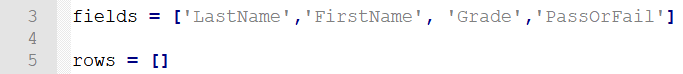 3 fields = ['LastName','FirstName', 'Grade','PassOrFail']
4
5 rows = []